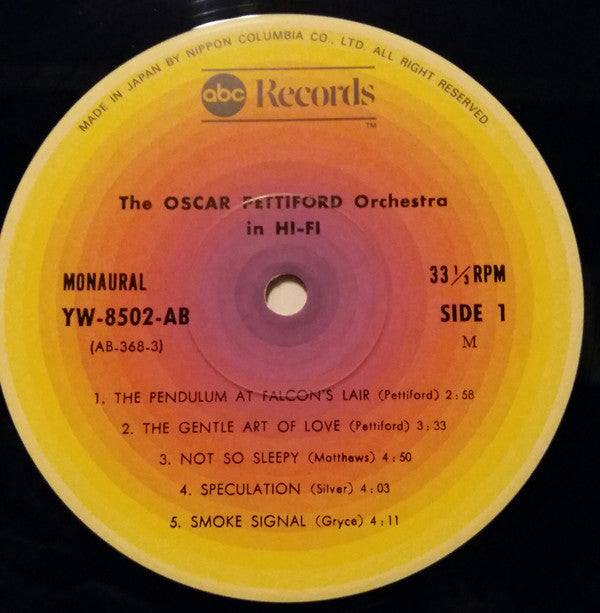 MADE IN JAPAN BY NIPPON COLUMBIA CO., LTD. ALL RIGHT RESERVED.
abc Records
TM
The OSCAR PETTIFORD Orchestra
in HI-FI
MONAURAL 33 1/3 RPM
YW-8502-AB SIDE 1
(AB-368-3) M
1. THE PENDULUM AT FALCON'S LAIR (Pettiford) 2:58
2. THE GENTLE ART OF LOVE (Pettiford) 3:33
3. NOT SO SLEEPY (Matthews) 4:50
4. SPECULATION (Silver) 4:03
5. SMOKE SIGNAL (Gryce) 4:11